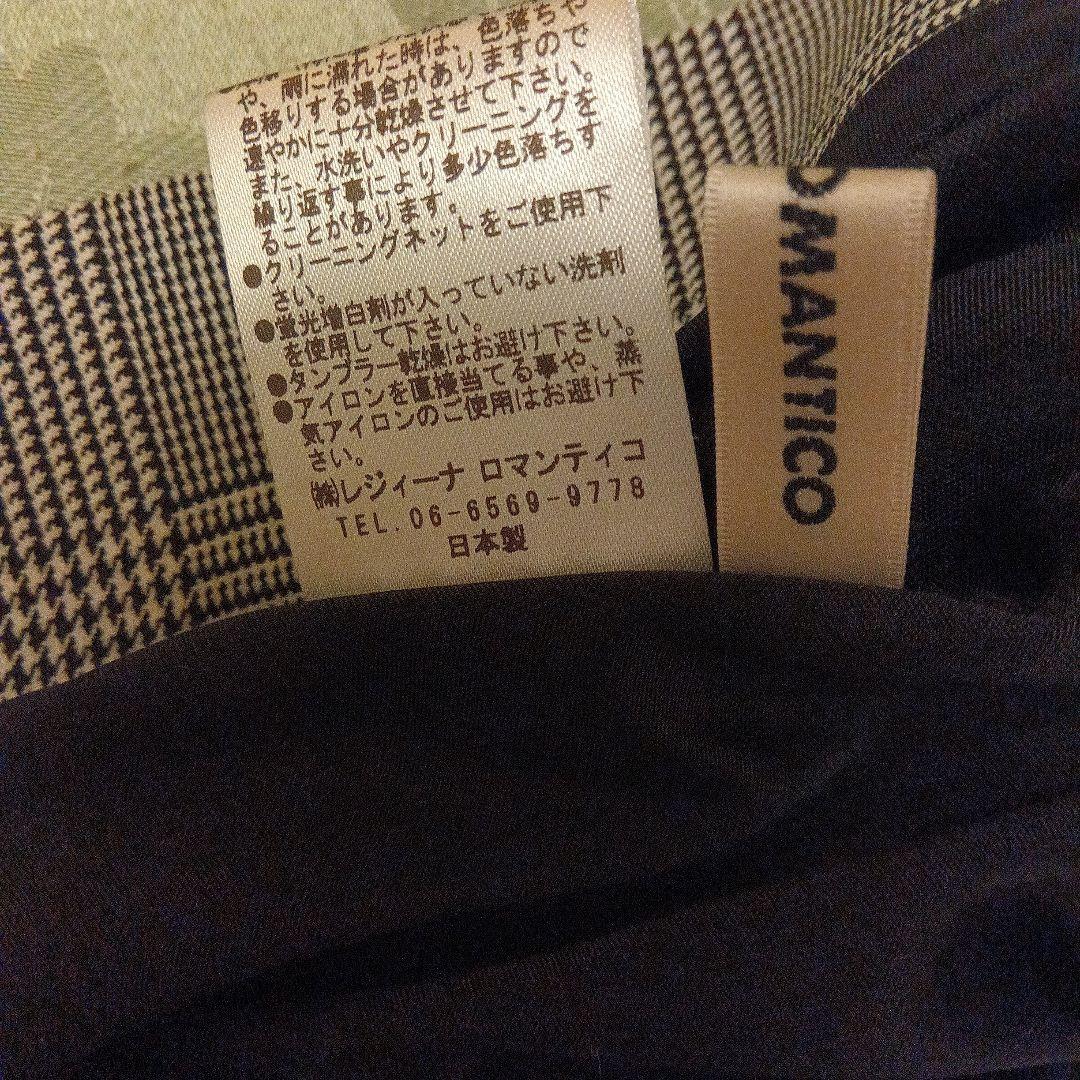 や、雨に濡れた時は、色落ちや
色移りする場合がありますので
速やかに十分乾燥させて下さい。
また、水洗いやクリーニングを
繰り返す事により多少色落ちす
ることがあります。
●クリーニングネットをご使用下
さい。
●蛍光増白剤が入っていない洗剤
を使用して下さい。
●タンブラー乾燥はお避け下さい。
●アイロンを直接当てる事や、蒸
気アイロンのご使用はお避け下
さい。
㈱レジィーナ ロマンティコ
TEL.06-6569-9778
日本製
OMANTICO